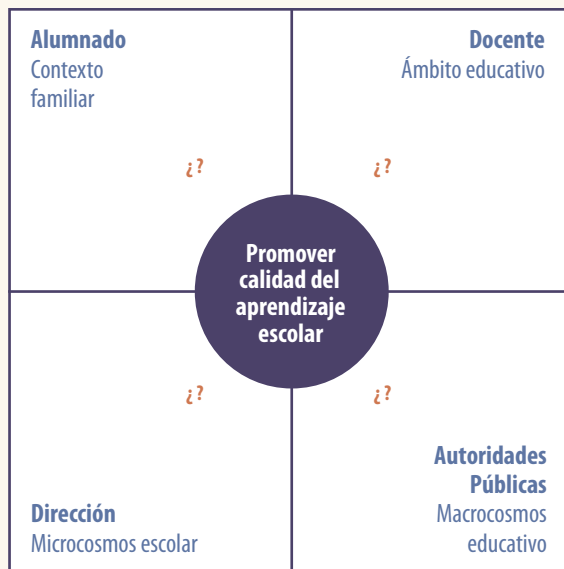 Alumnado
Contexto
familiar
Docente
Ámbito educativo
¿?
¿?
Promover
calidad del
aprendizaje
escolar
¿?
¿?
Dirección
Microcosmos escolar
Autoridades
Públicas
Macrocosmos
educativo